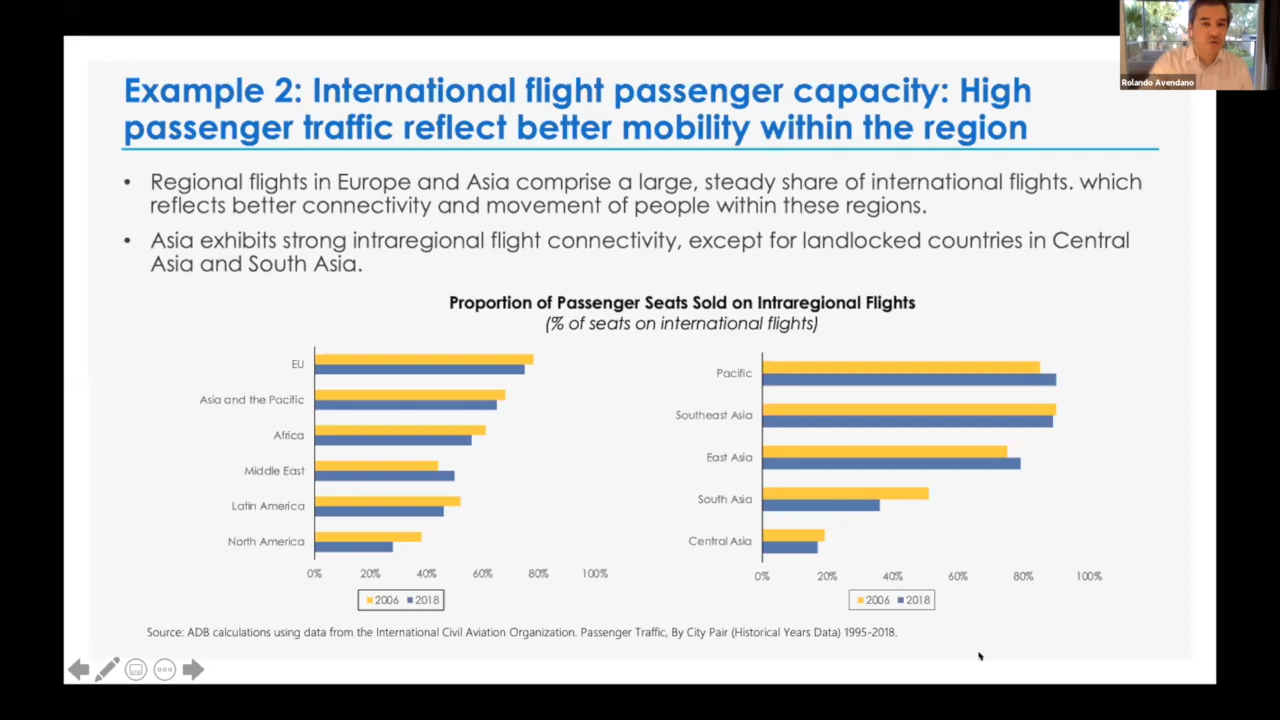 Rolando Avendano
Example 2: International flight passenger capacity: High
passenger traffic reflect better mobility within the region
• Regional flights in Europe and Asia comprise a large, steady share of international flights. which
reflects better connectivity and movement of people within these regions.
• Asia exhibits strong intraregional flight connectivity, except for landlocked countries in Central
Asia and South Asia.
Proportion of Passenger Seats Sold on Intraregional Flights
(% of seats on international flights)
EU
Asia and the Pacific
Africa
Middle East
Latin America
North America
0% 20% 40% 60% 80% 100%
2006 2018
Pacific
Southeast Asia
East Asia
South Asia
Central Asia
0% 20% 40% 60% 80% 100%
2006 2018
Source: ADB calculations using data from the International Civil Aviation Organization. Passenger Traffic, By City Pair (Historical Years Data) 1995-2018.